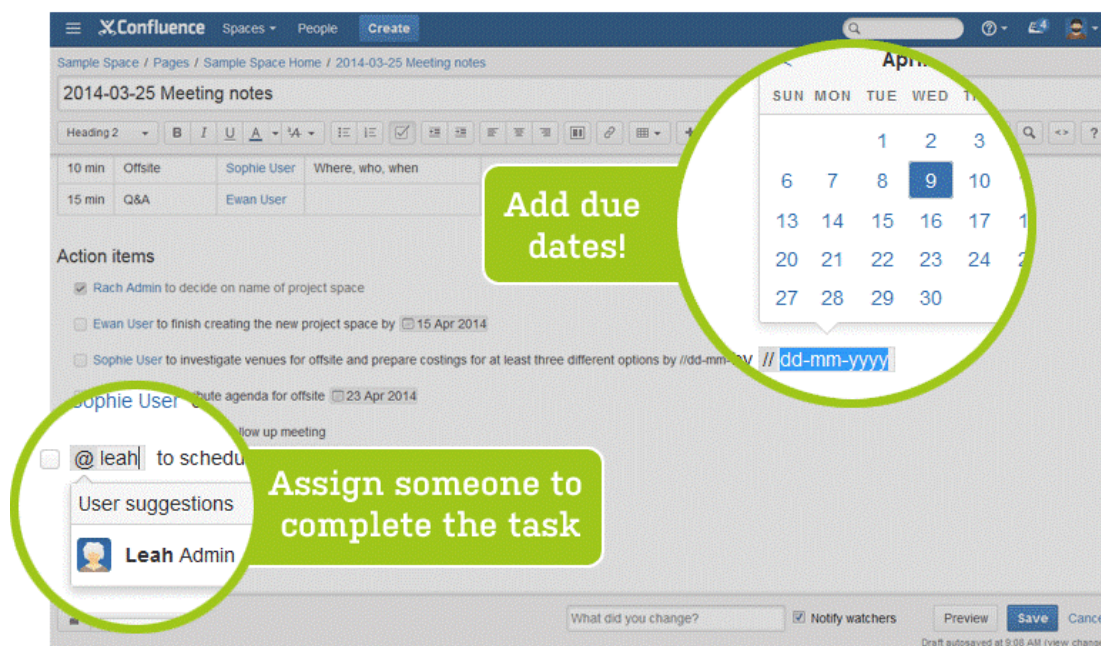 Confluence Spaces People Create 4
Sample Space / Pages / Sample Space Home / 2014-03-25 Meeting notes
2014-03-25 Meeting notes
Heading 2 B I U A <> ?
10 min Offsite Sophie User Where, who, when
15 min Q&A Ewan User
SUN MON TUE WED
1 2 3
6 7 8 9 10
13 14 15 16 17
20 21 22 23 24
27 28 29 30
Add due
dates!
Action items
Rach Admin to decide on name of project space
Ewan User to finish creating the new project space by 15 Apr 2014
Sophie User to investigate venues for offsite and prepare costings for at least three different options by //dd-mm-
// dd-mm-yyyy
Sophie User
agenda for offsite 23 Apr 2014
up meeting
@ leah to schedu
User suggestions
Leah Admin
Assign someone to
complete the task
What did you change? Notify watchers Preview Save Cance
Draft autosaved at 9:08 AM (view change